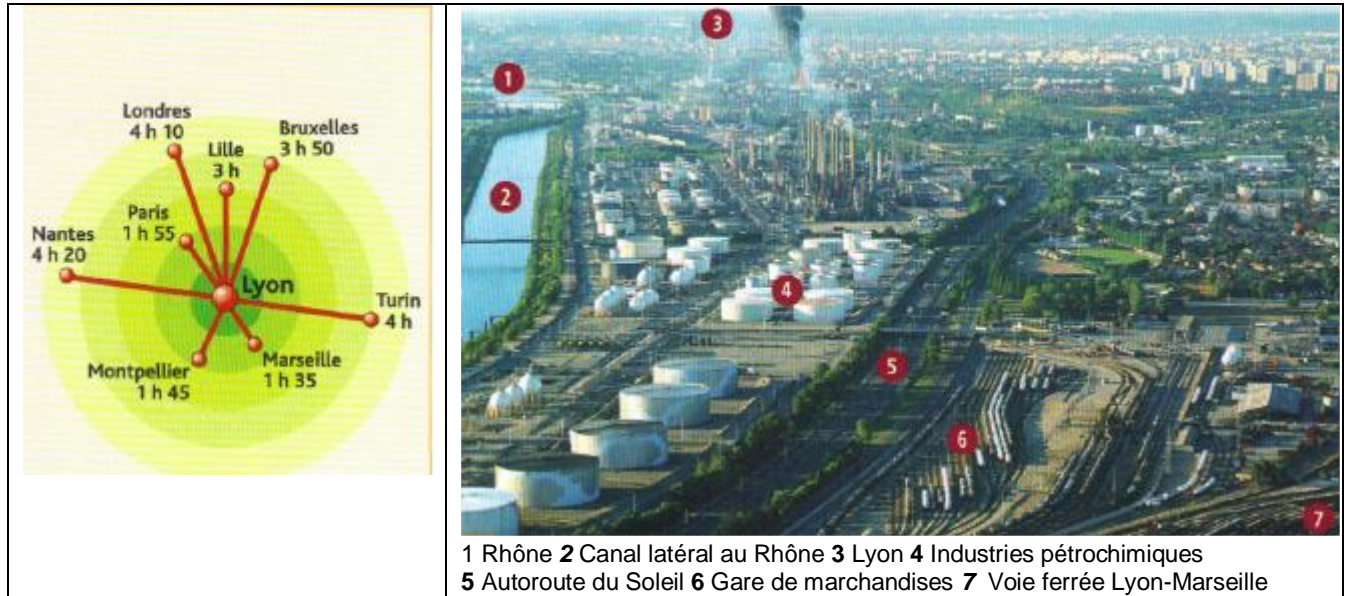 Londres
4 h 10
Bruxelles
3 h 50
Lille
3 h
Paris
1 h 55
Nantes
4 h 20
Lyon
Turin
4 h
Marseille
1 h 35
Montpellier
1 h 45
3
1
2
4
5
6
7
1 Rhône 2 Canal latéral au Rhône 3 Lyon 4 Industries pétrochimiques
5 Autoroute du Soleil 6 Gare de marchandises 7 Voie ferrée Lyon-Marseille